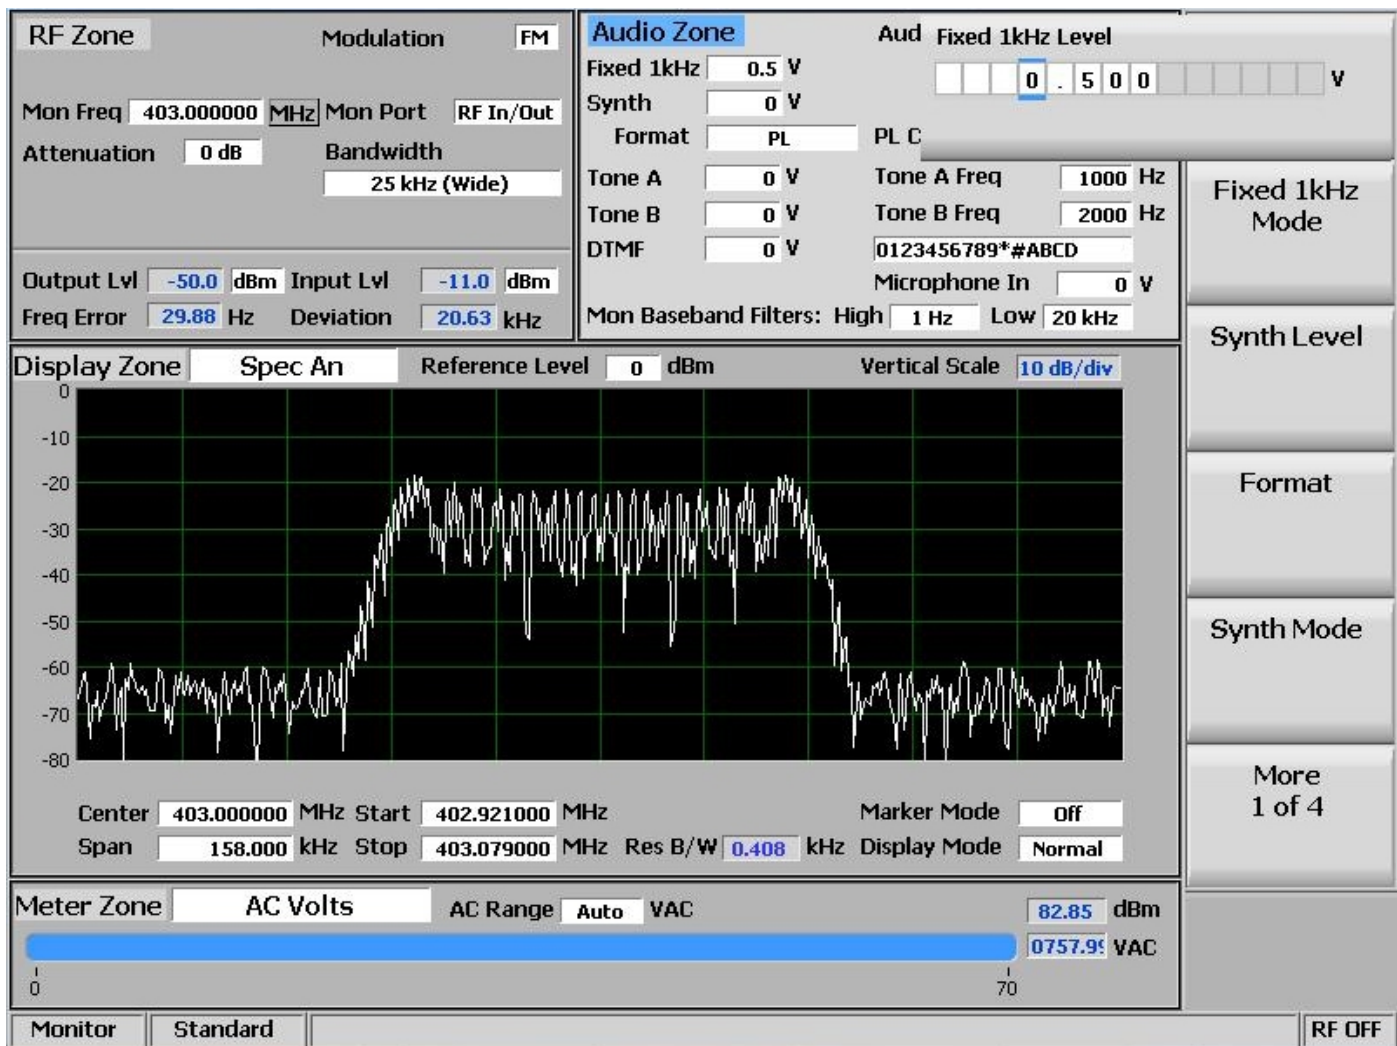 RF Zone Modulation FM
Mon Freq 403.000000 MHz Mon Port RF In/Out
Attenuation 0 dB Bandwidth
25 kHz (Wide)
Output Lvl -50.0 dBm Input Lvl -11.0 dBm
Freq Error 29.88 Hz Deviation 20.63 kHz
Audio Zone Aud
Fixed 1kHz 0.5 V
Synth 0 V
Format PL PL C
Tone A 0 V Tone A Freq 1000 Hz
Tone B 0 V Tone B Freq 2000 Hz
DTMF 0 V 0123456789*#ABCD
Microphone In 0 V
Mon Baseband Filters: High 1 Hz Low 20 kHz
Fixed 1kHz Level
0.500 V
Fixed 1kHz
Mode
Synth Level
Format
Synth Mode
More
1 of 4
Display Zone Spec An Reference Level 0 dBm Vertical Scale 10 dB/div
0
-10
-20
-30
-40
-50
-60
-70
-80
Center 403.000000 MHz Start 402.921000 MHz Marker Mode Off
Span 158.000 kHz Stop 403.079000 MHz Res B/W 0.408 kHz Display Mode Normal
Meter Zone AC Volts AC Range Auto VAC 82.85 dBm
0757.9 VAC
0 70
Monitor Standard RF OFF